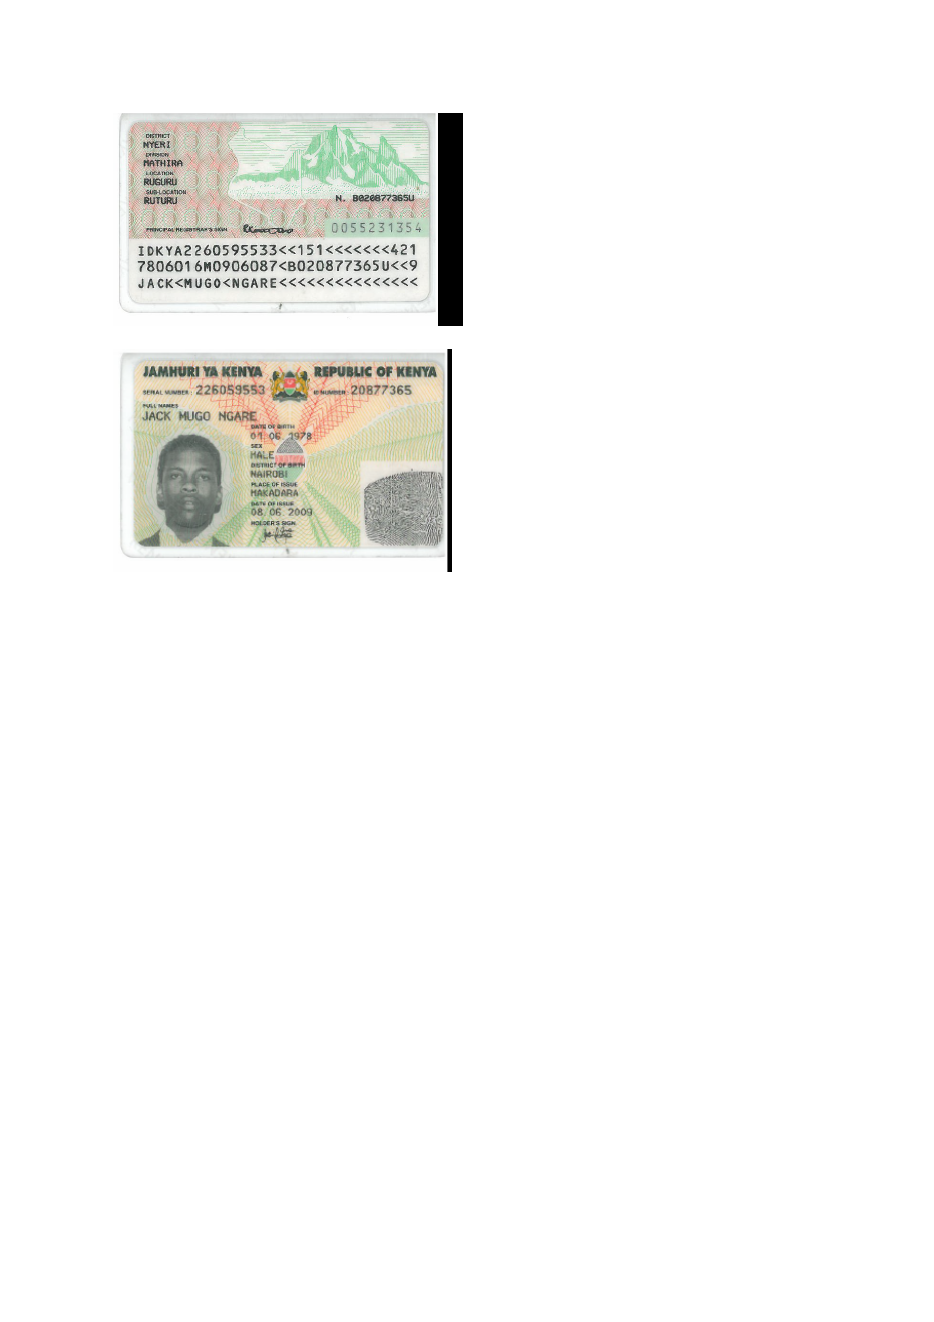 DISTRICT
NYERI
DIVISION
MATHIRA
LOCATION
RUGURU
SUB-LOCATION
RUTURU
N. B020877365U
PRINCIPAL REGISTRAR'S SIGN
0055231354
IDKYA2260595533<<151<<<<<<<421
7806016M0906087<B020877365U<<9
JACK<MUGO<NGARE<<<<<<<<<<<<<<<
JAMHURI YA KENYA REPUBLIC OF KENYA
SERIAL NUMBER: 226059553 ID NUMBER: 20877365
FULL NAMES
JACK MUGO NGARE
DATE OF BIRTH
01. 06. 1978
SEX
MALE
DISTRICT OF BIRTH
NAIROBI
PLACE OF ISSUE
MAKADARA
DATE OF ISSUE
08. 06. 2009
HOLDER'S SIGN.